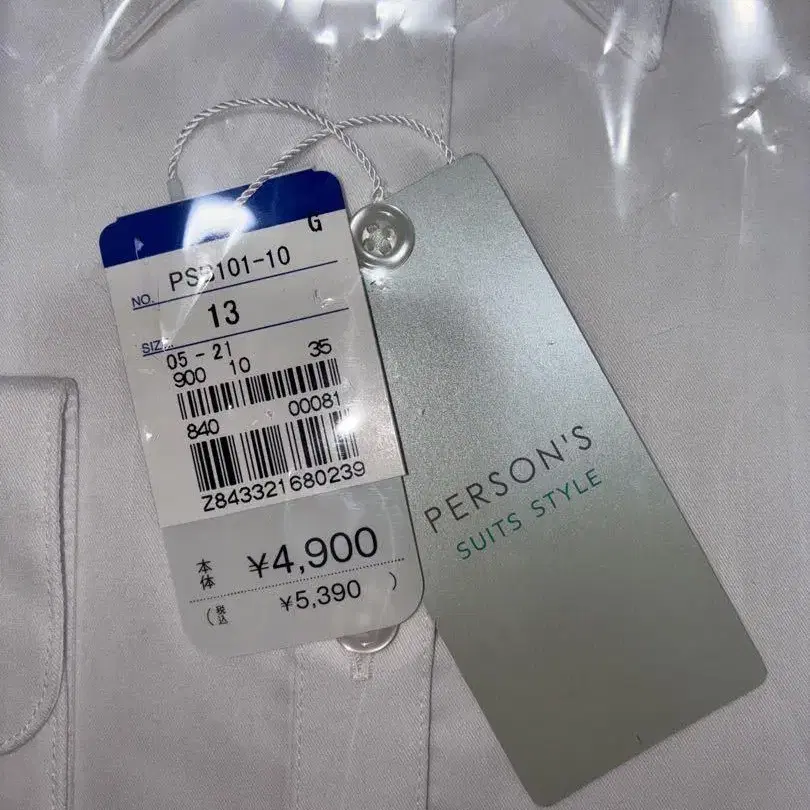 G
NO. PSB101-10
SIZE 13
05-21
900 10 35
840 00081
Z843321680239
本体 ¥4,900
(税込 ¥5,390 )
PERSON'S
SUITS STYLE